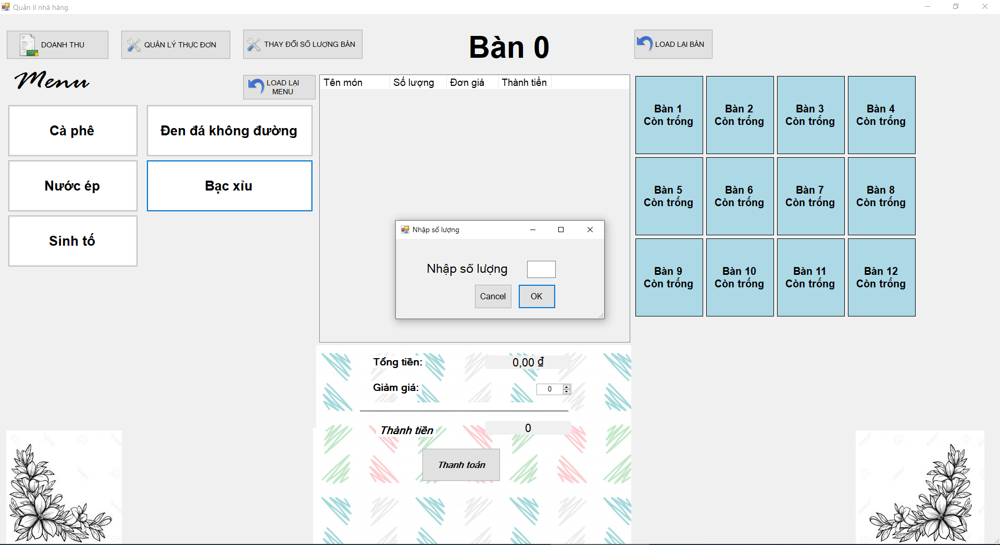 Quản lí nhà hàng
DOANH THU
QUẢN LÝ THỰC ĐƠN
THAY ĐỔI SỐ LƯỢNG BÀN
Bàn 0
LOAD LẠI BÀN
Menu
LOAD LẠI
MENU
Tên món
Số lượng
Đơn giá
Thành tiền
Cà phê
Đen đá không đường
Nước ép
Bạc xỉu
Sinh tố
Bàn 1
Còn trống
Bàn 2
Còn trống
Bàn 3
Còn trống
Bàn 4
Còn trống
Bàn 5
Còn trống
Bàn 6
Còn trống
Bàn 7
Còn trống
Bàn 8
Còn trống
Bàn 9
Còn trống
Bàn 10
Còn trống
Bàn 11
Còn trống
Bàn 12
Còn trống
Nhập số lượng
Nhập số lượng
Cancel
OK
Tổng tiền:
0,00 ₫
Giảm giá:
0
Thành tiền
0
Thanh toán